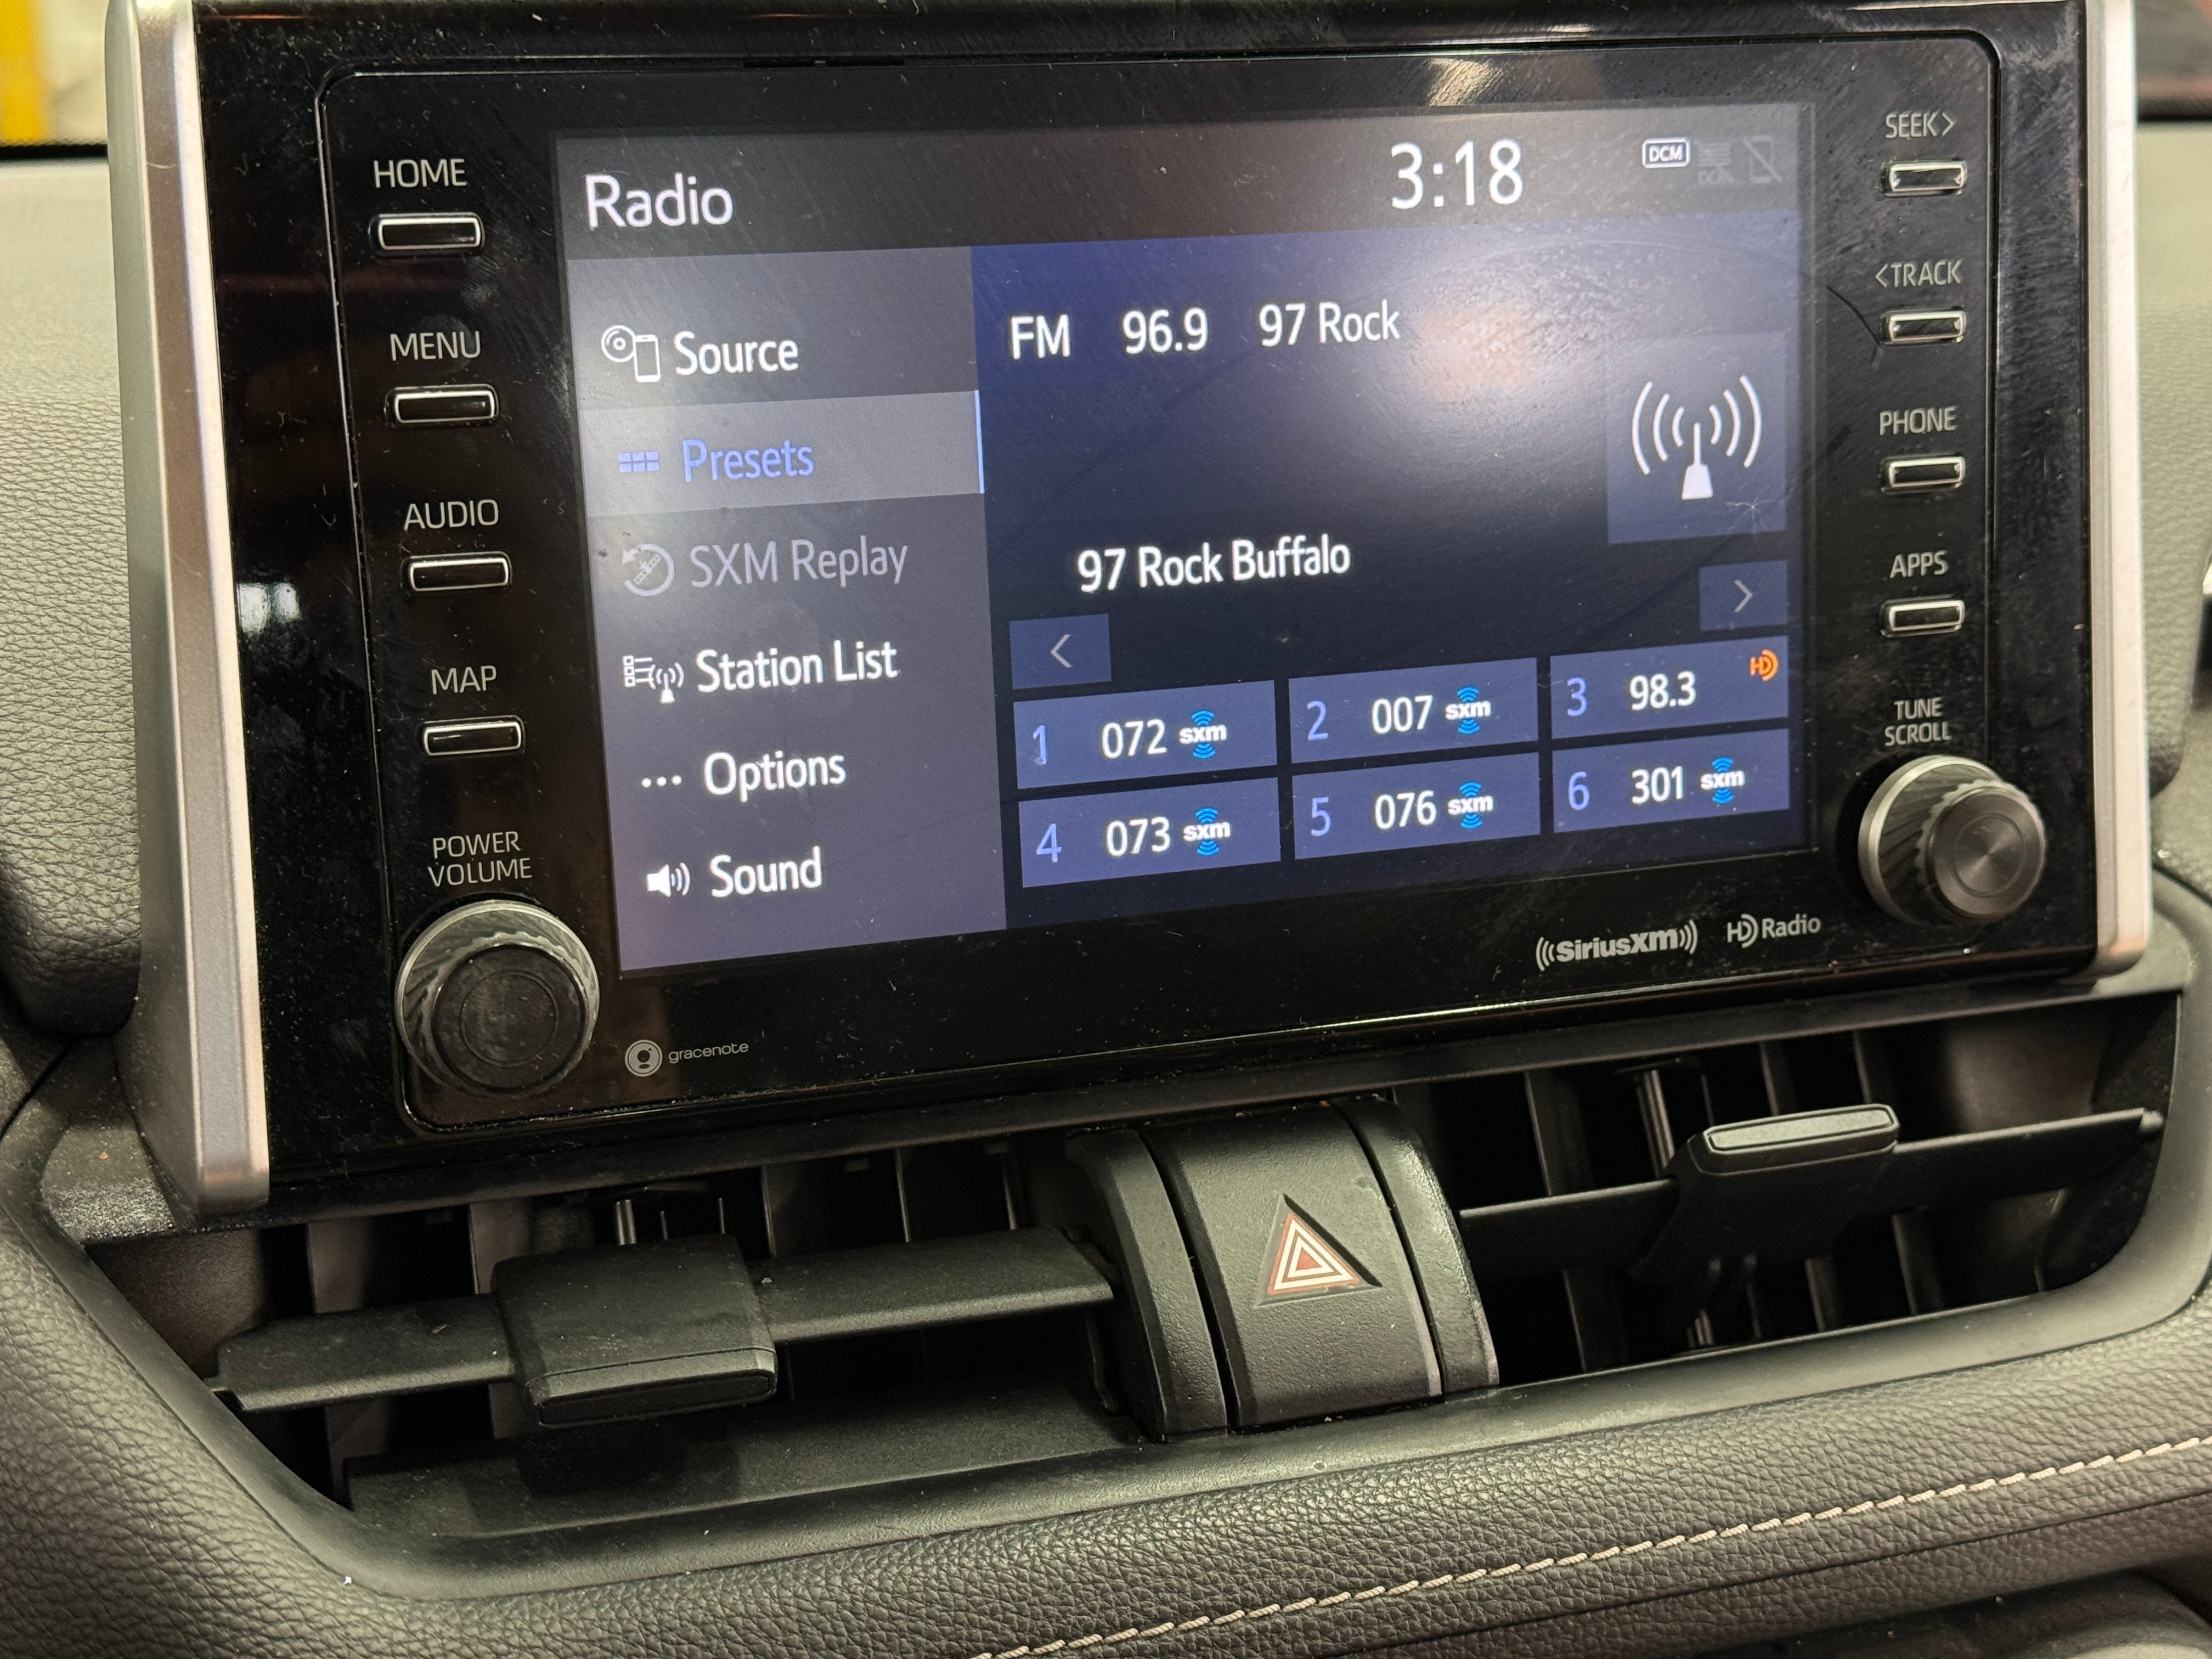 HOME
MENU
AUDIO
MAP
POWER
VOLUME
Radio
3:18
DCM
Source
Presets
SXM Replay
Station List
... Options
Sound
FM 96.9 97 Rock
97 Rock Buffalo
<
>
1 072 sxm
2 007 sxm
3 98.3 HD
4 073 sxm
5 076 sxm
6 301 sxm
SEEK>
<TRACK
PHONE
APPS
TUNE
SCROLL
gracenote
((SiriusXM))
HD Radio